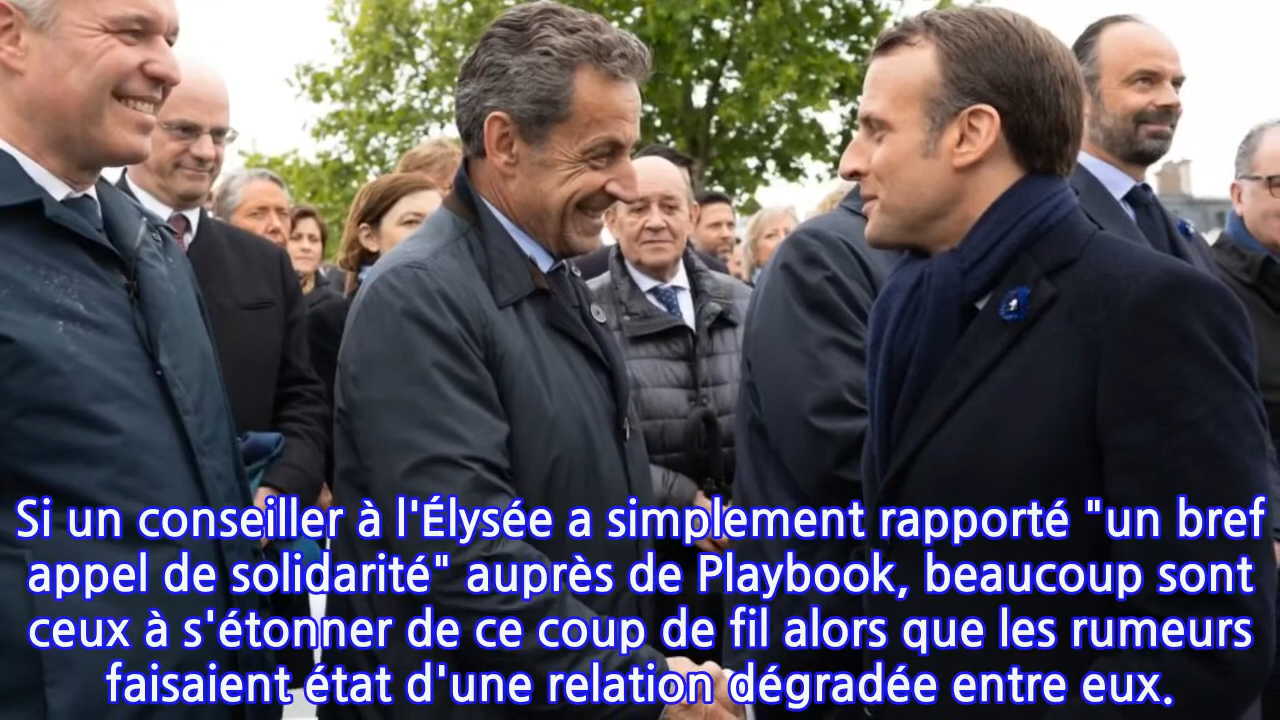 Si un conseiller à l'Élysée a simplement rapporté "un bref
appel de solidarité" auprès de Playbook, beaucoup sont
ceux à s'étonner de ce coup de fil alors que les rumeurs
faisaient état d'une relation dégradée entre eux.